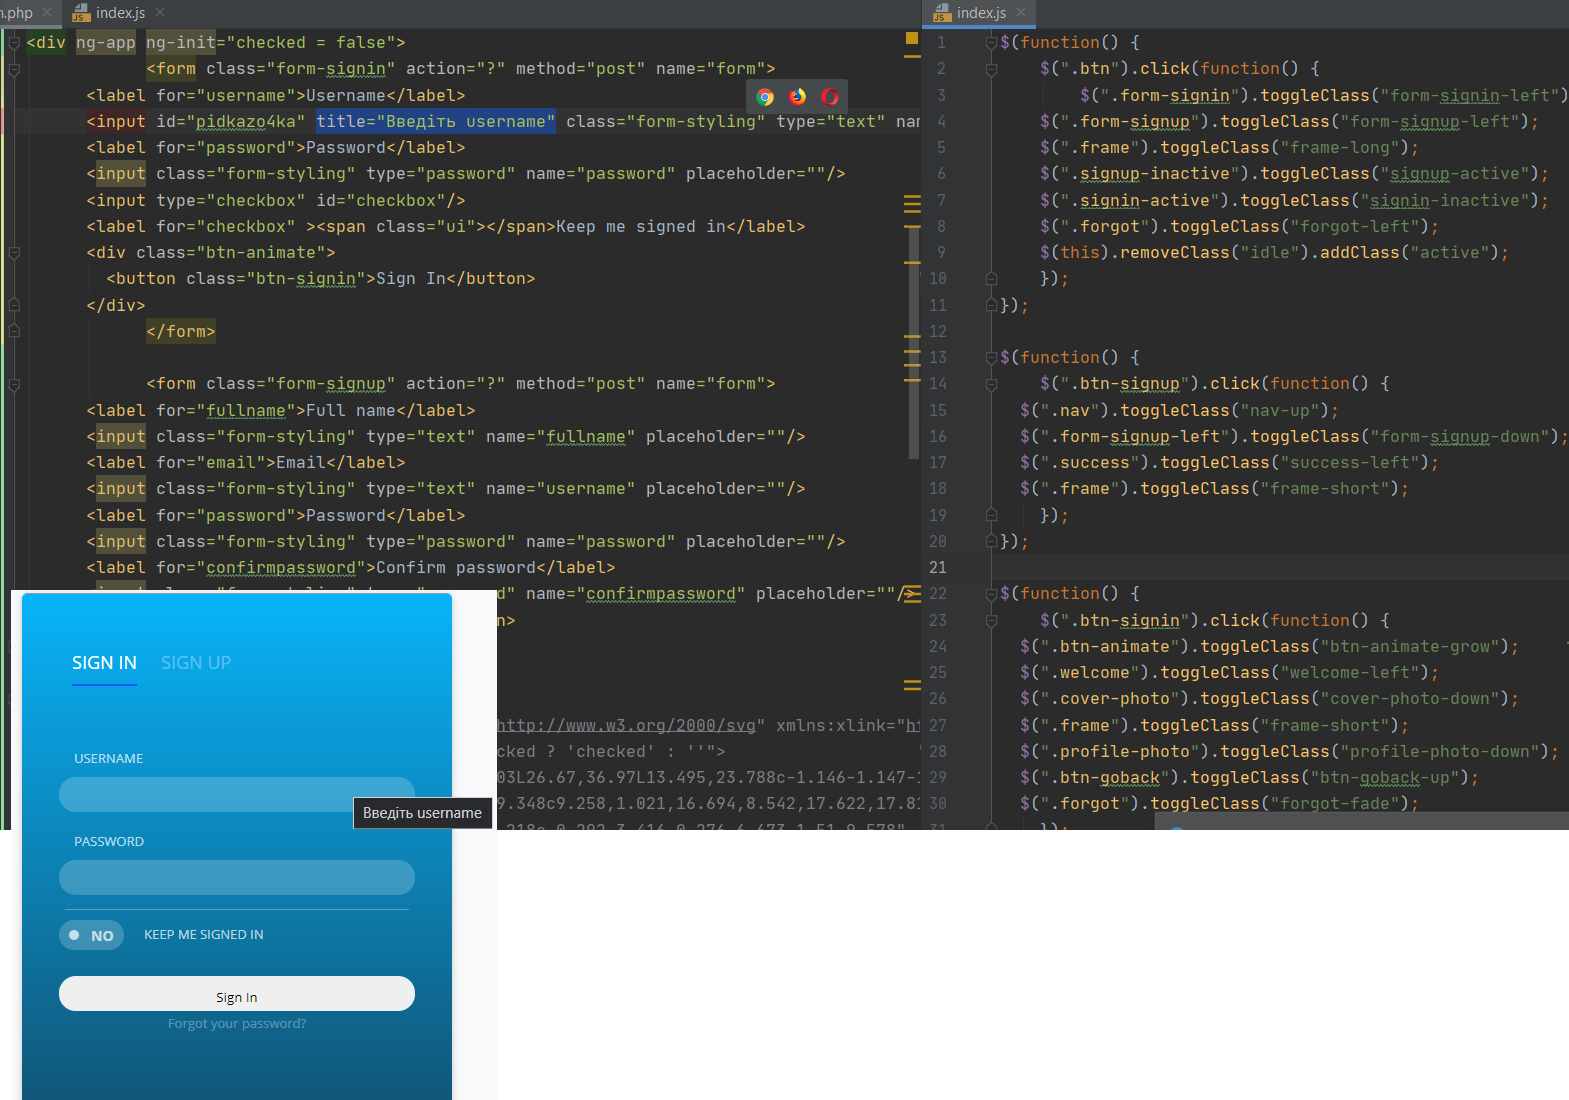 n.php
index.js
index.js
<div ng-app ng-init="checked = false">
<form class="form-signin" action="?" method="post" name="form">
<label for="username">Username</label>
<input id="pidkazo4ka" title="Введіть username" class="form-styling" type="text" nam
<label for="password">Password</label>
<input class="form-styling" type="password" name="password" placeholder=""/>
<input type="checkbox" id="checkbox"/>
<label for="checkbox" ><span class="ui"></span>Keep me signed in</label>
<div class="btn-animate">
<button class="btn-signin">Sign In</button>
</div>
</form>
<form class="form-signup" action="?" method="post" name="form">
<label for="fullname">Full name</label>
<input class="form-styling" type="text" name="fullname" placeholder=""/>
<label for="email">Email</label>
<input class="form-styling" type="text" name="username" placeholder=""/>
<label for="password">Password</label>
<input class="form-styling" type="password" name="password" placeholder=""/>
<label for="confirmpassword">Confirm password</label>
d" name="confirmpassword" placeholder=""/>
n>
http://www.w3.org/2000/svg" xmlns:xlink="ht
cked ? 'checked' : ''">
03L26.67,36.97L13.495,23.788c-1.146-1.147-1
9.348c9.258,1.021,16.694,8.542,17.622,17.81
SIGN IN SIGN UP
USERNAME
Введіть username
PASSWORD
NO KEEP ME SIGNED IN
Sign In
Forgot your password?
1 $(function() {
2 $(".btn").click(function() {
3 $(".form-signin").toggleClass("form-signin-left")
4 $(".form-signup").toggleClass("form-signup-left");
5 $(".frame").toggleClass("frame-long");
6 $(".signup-inactive").toggleClass("signup-active");
7 $(".signin-active").toggleClass("signin-inactive");
8 $(".forgot").toggleClass("forgot-left");
9 $(this).removeClass("idle").addClass("active");
10 });
11 });
12
13 $(function() {
14 $(".btn-signup").click(function() {
15 $(".nav").toggleClass("nav-up");
16 $(".form-signup-left").toggleClass("form-signup-down");
17 $(".success").toggleClass("success-left");
18 $(".frame").toggleClass("frame-short");
19 });
20 });
21
22 $(function() {
23 $(".btn-signin").click(function() {
24 $(".btn-animate").toggleClass("btn-animate-grow");
25 $(".welcome").toggleClass("welcome-left");
26 $(".cover-photo").toggleClass("cover-photo-down");
27 $(".frame").toggleClass("frame-short");
28 $(".profile-photo").toggleClass("profile-photo-down");
29 $(".btn-goback").toggleClass("btn-goback-up");
30 $(".forgot").toggleClass("forgot-fade");
31 });